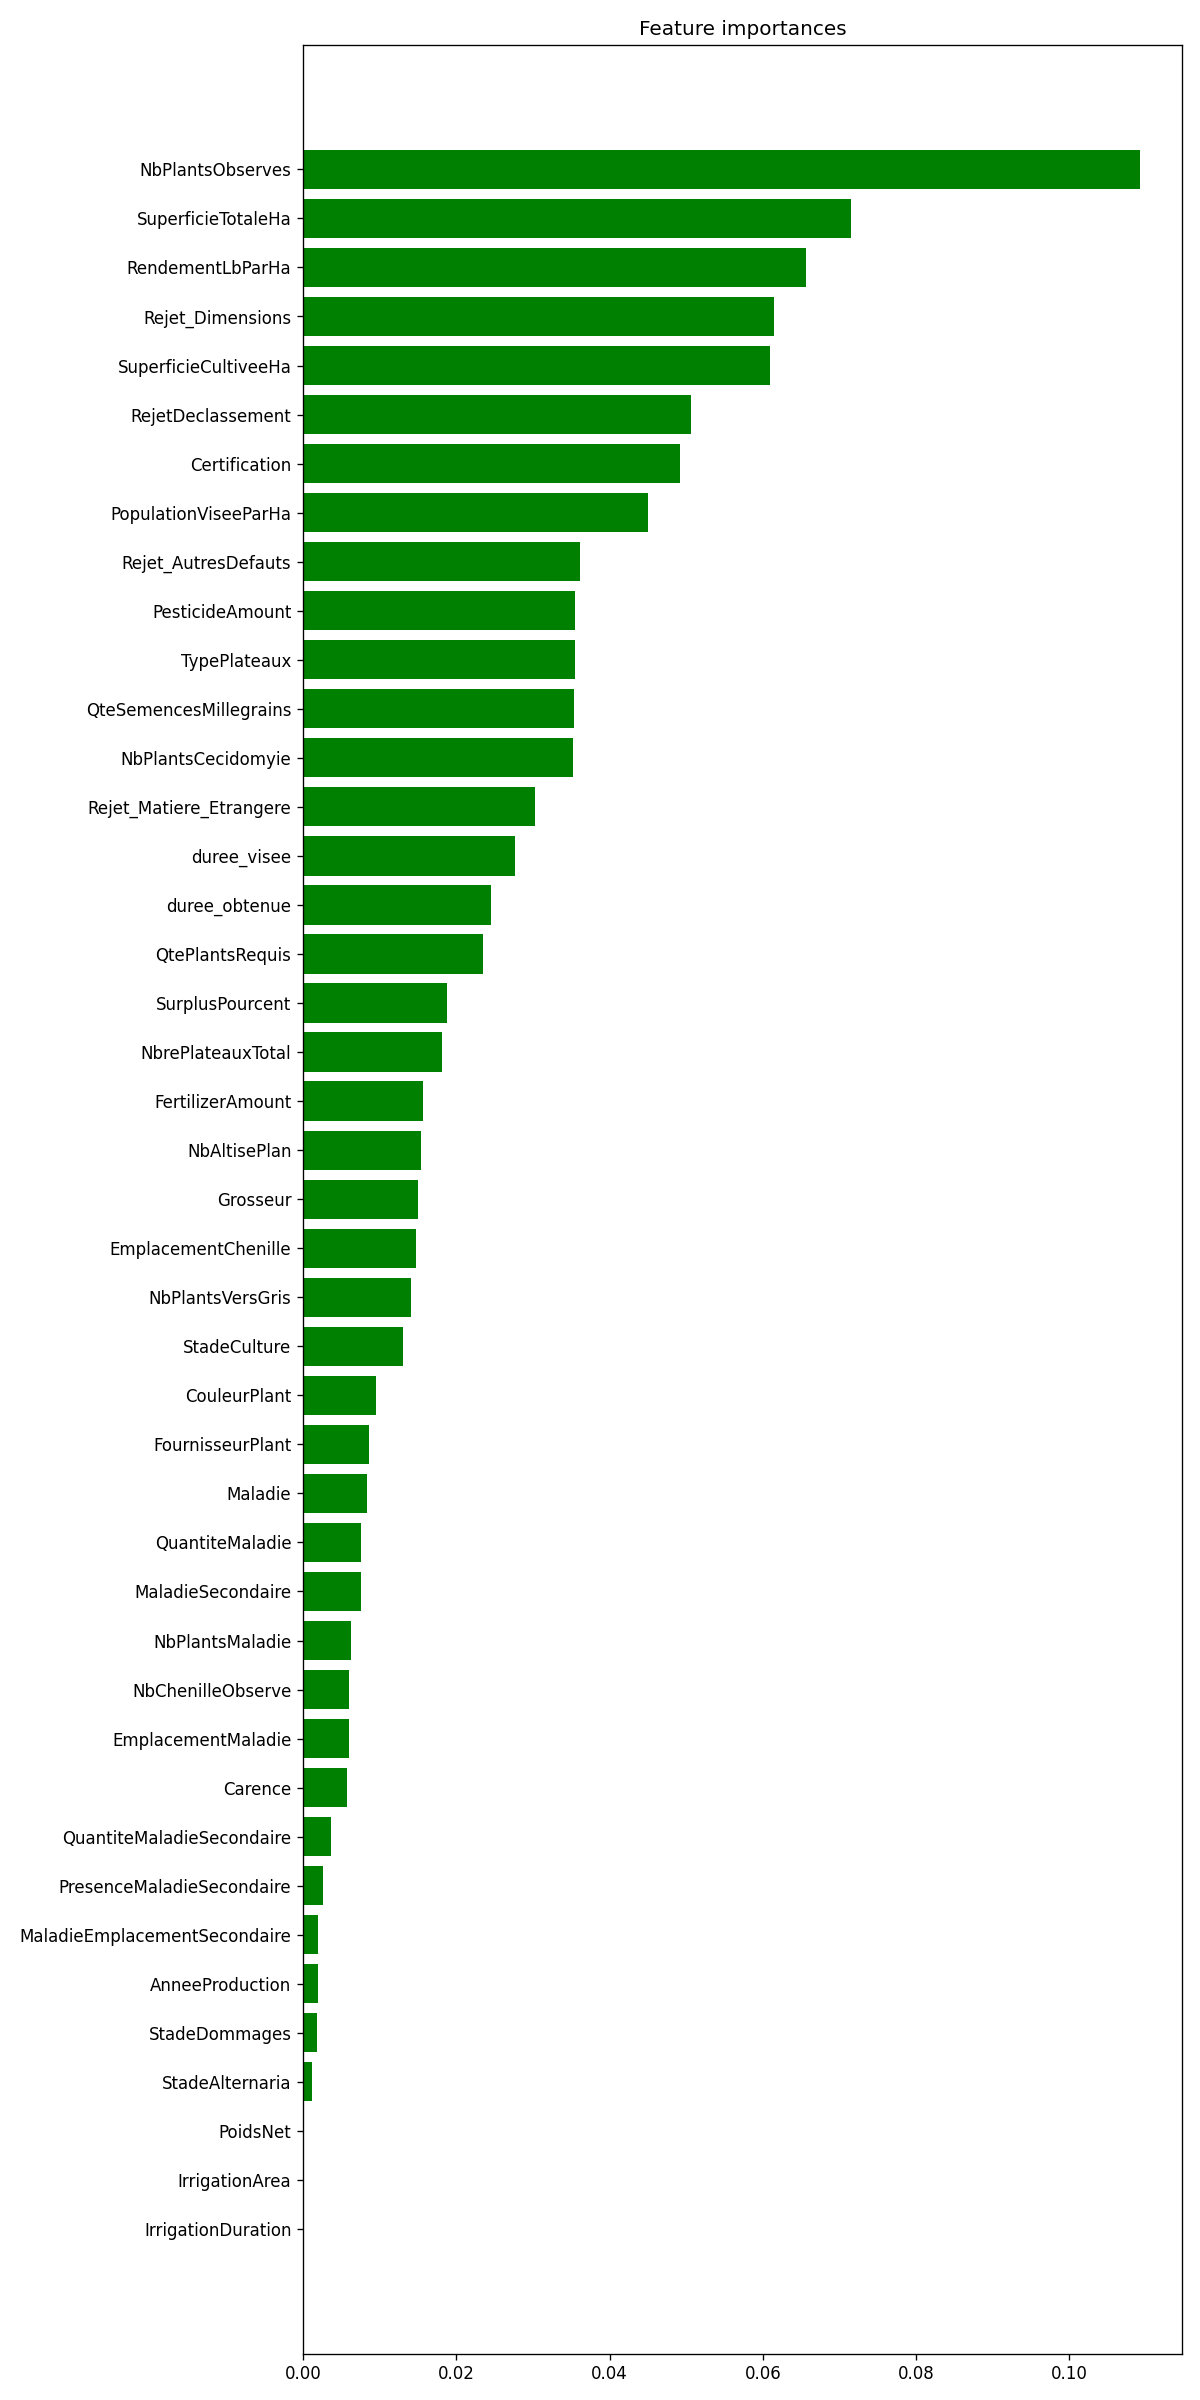 Feature importances
NbPlantsObserves
SuperficieTotaleHa
RendementLbParHa
Rejet_Dimensions
SuperficieCultiveeHa
RejetDeclassement
Certification
PopulationViseeParHa
Rejet_AutresDefauts
PesticideAmount
TypePlateaux
QteSemencesMillegrains
NbPlantsCecidomyie
Rejet_Matiere_Etrangere
duree_visee
duree_obtenue
QtePlantsRequis
SurplusPourcent
NbrePlateauxTotal
FertilizerAmount
NbAltisePlan
Grosseur
EmplacementChenille
NbPlantsVersGris
StadeCulture
CouleurPlant
FournisseurPlant
Maladie
QuantiteMaladie
MaladieSecondaire
NbPlantsMaladie
NbChenilleObserve
EmplacementMaladie
Carence
QuantiteMaladieSecondaire
PresenceMaladieSecondaire
MaladieEmplacementSecondaire
AnneeProduction
StadeDommages
StadeAlternaria
PoidsNet
IrrigationArea
IrrigationDuration
0.00 0.02 0.04 0.06 0.08 0.10